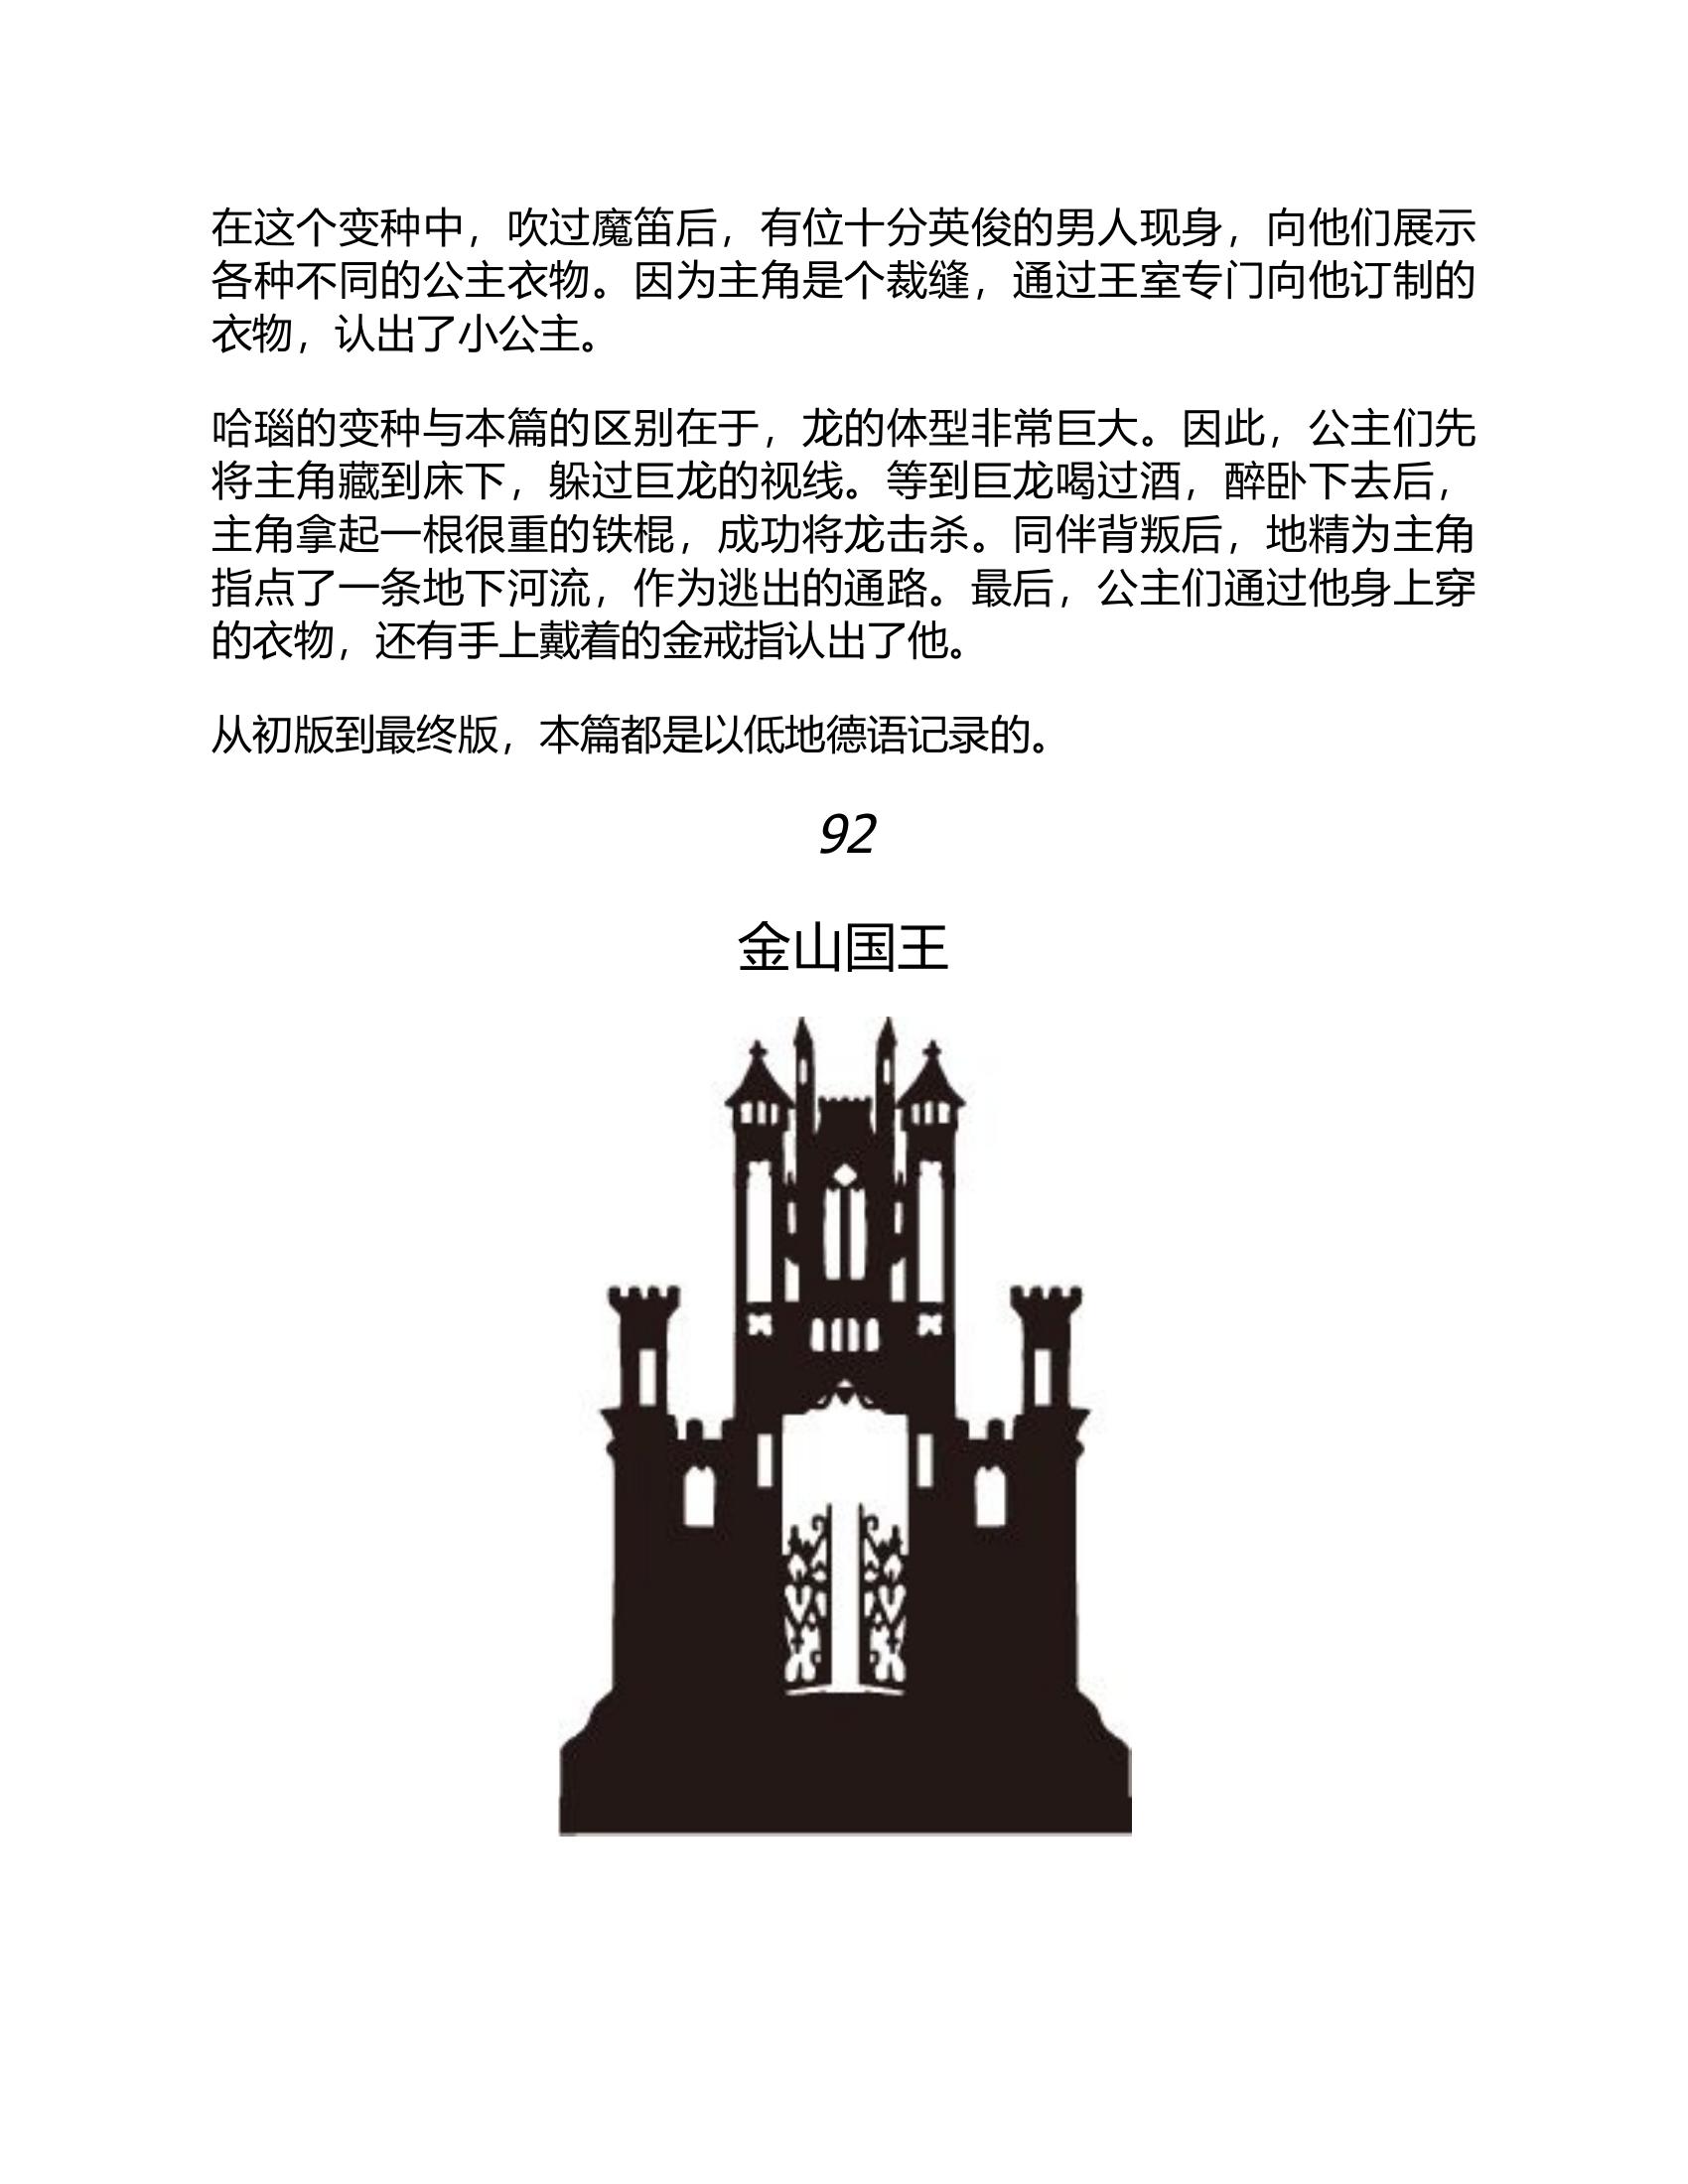 在这个变种中，吹过魔笛后，有位十分英俊的男人现身，向他们展示
各种不同的公主衣物。因为主角是个裁缝，通过王室专门向他订制的
衣物，认出了小公主。
哈瑙的变种与本篇的区别在于，龙的体型非常巨大。因此，公主们先
将主角藏到床下，躲过巨龙的视线。等到巨龙喝过酒，醉卧下去后，
主角拿起一根很重的铁棍，成功将龙击杀。同伴背叛后，地精为主角
指点了一条地下河流，作为逃出的通路。最后，公主们通过他身上穿
的衣物，还有手上戴着的金戒指认出了他。
从初版到最终版，本篇都是以低地德语记录的。
92
金山国王